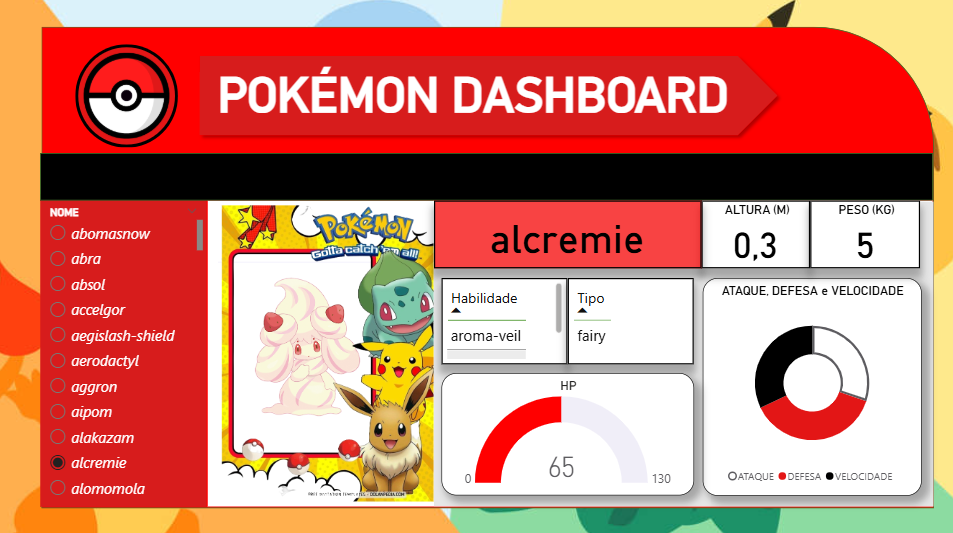 POKÉMON DASHBOARD
NOME
abomasnow
abra
absol
accelgor
aegislash-shield
aerodactyl
aggron
aipom
alakazam
alcremie
alomomola
Pokémon
Gotta catch 'em all!
alcremie
ALTURA (M)
0,3
PESO (KG)
5
Habilidade
aroma-veil
Tipo
fairy
HP
0
65
130
ATAQUE, DEFESA e VELOCIDADE
ATAQUE DEFESA VELOCIDADE